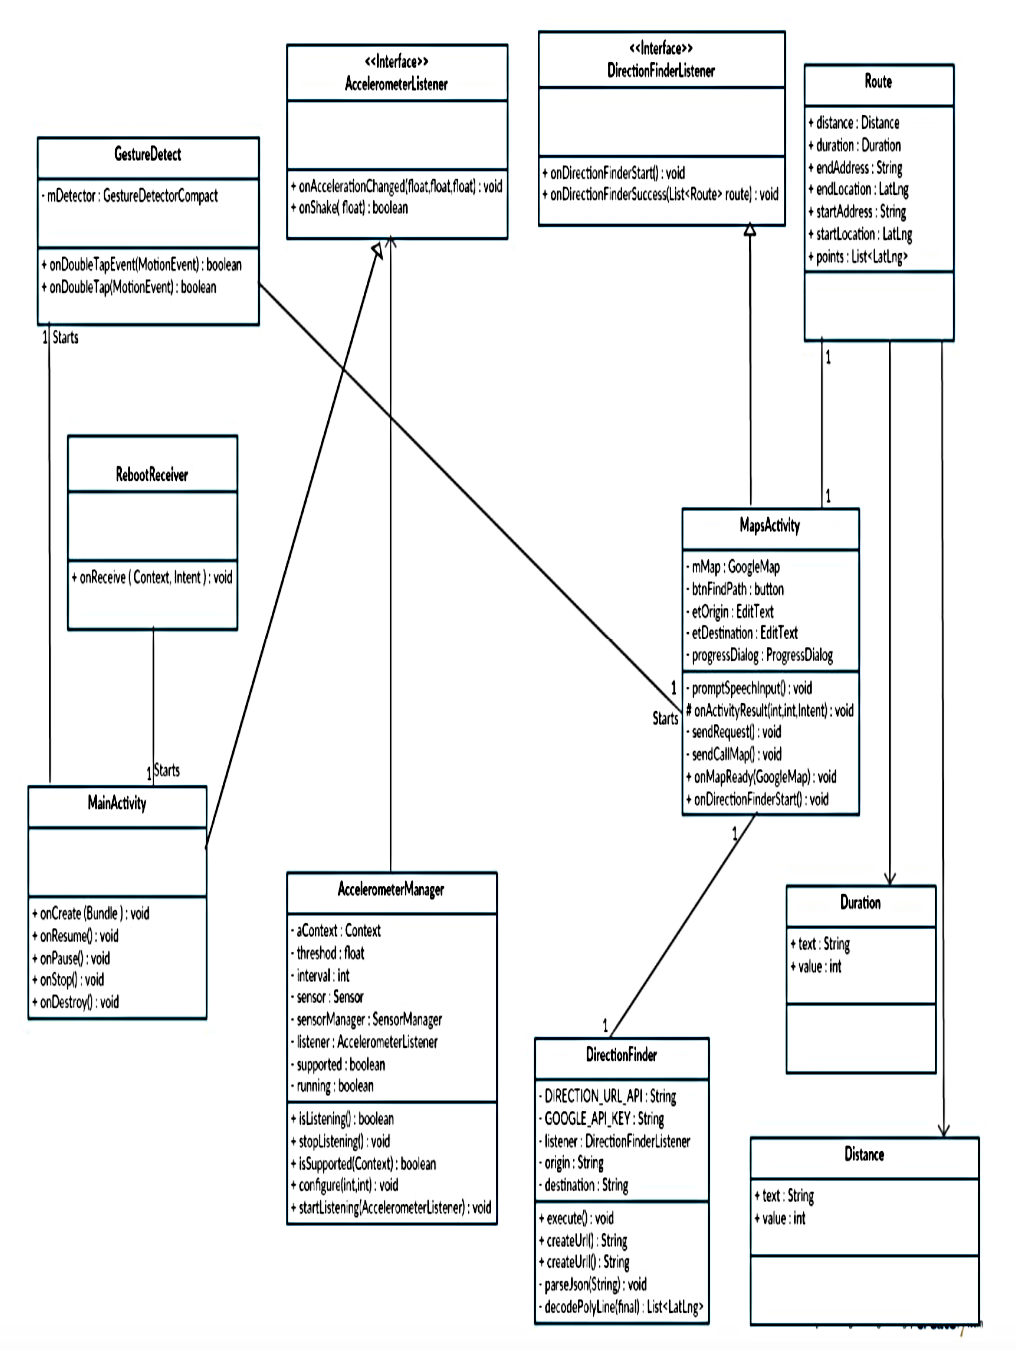 <<Interface>>
AccelerometerListener
+ onAccelerationChanged(float,float,float) : void
+ onShake( float) : boolean
<<Interface>>
DirectionFinderListener
+ onDirectionFinderStart() : void
+ onDirectionFinderSuccess(List<Route> route) : void
Route
+ distance : Distance
+ duration : Duration
+ endAddress : String
+ endLocation : LatLng
+ startAddress : String
+ startLocation : LatLng
+ points : List<LatLng>
1
1
GestureDetect
- mDetector : GestureDetectorCompact
+ onDoubleTapEvent(MotionEvent) : boolean
+ onDoubleTap(MotionEvent) : boolean
1 Starts
RebootReceiver
+ onReceive ( Context, Intent ) : void
1 Starts
MapsActivity
- mMap : GoogleMap
- btnFindPath : button
- etOrigin : EditText
- etDestination : EditText
- progressDialog : ProgressDialog
- promptSpeechInput() : void
# onActivityResult(int,int,Intent) : void
- sendRequest() : void
- sendCallMap() : void
+ onMapReady(GoogleMap) : void
+ onDirectionFinderStart() : void
1
Starts
1
1
MainActivity
+ onCreate (Bundle ) : void
+ onResume() : void
+ onPause() : void
+ onStop() : void
+ onDestroy() : void
AccelerometerManager
- aContext : Context
- threshod : float
- interval : int
- sensor : Sensor
- sensorManager : SensorManager
- listener : AccelerometerListener
- supported : boolean
- running : boolean
+ isListening() : boolean
+ stopListening() : void
+ isSupported(Context) : boolean
+ configure(int,int) : void
+ startListening(AccelerometerListener) : void
DirectionFinder
- DIRECTION_URL_API : String
- GOOGLE_API_KEY : String
- listener : DirectionFinderListener
- origin : String
- destination : String
+ execute() : void
+ createUrl() : String
+ createUrl() : String
- parseJson(String) : void
- decodePolyLine(final) : List<LatLng>
Duration
+ text : String
+ value : int
Distance
+ text : String
+ value : int